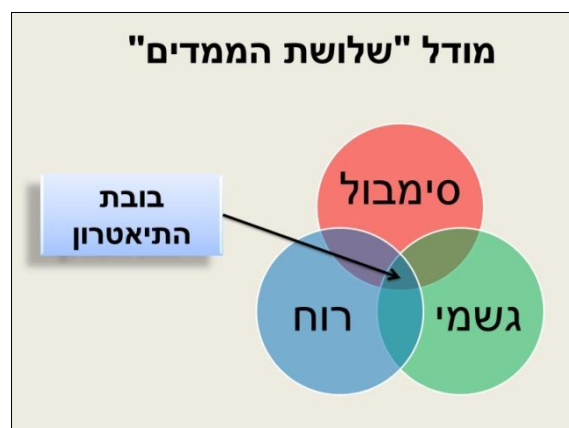 מודל "שלושת הממדים"
סימבול
בובת
התיאטרון
רוח
גשמי